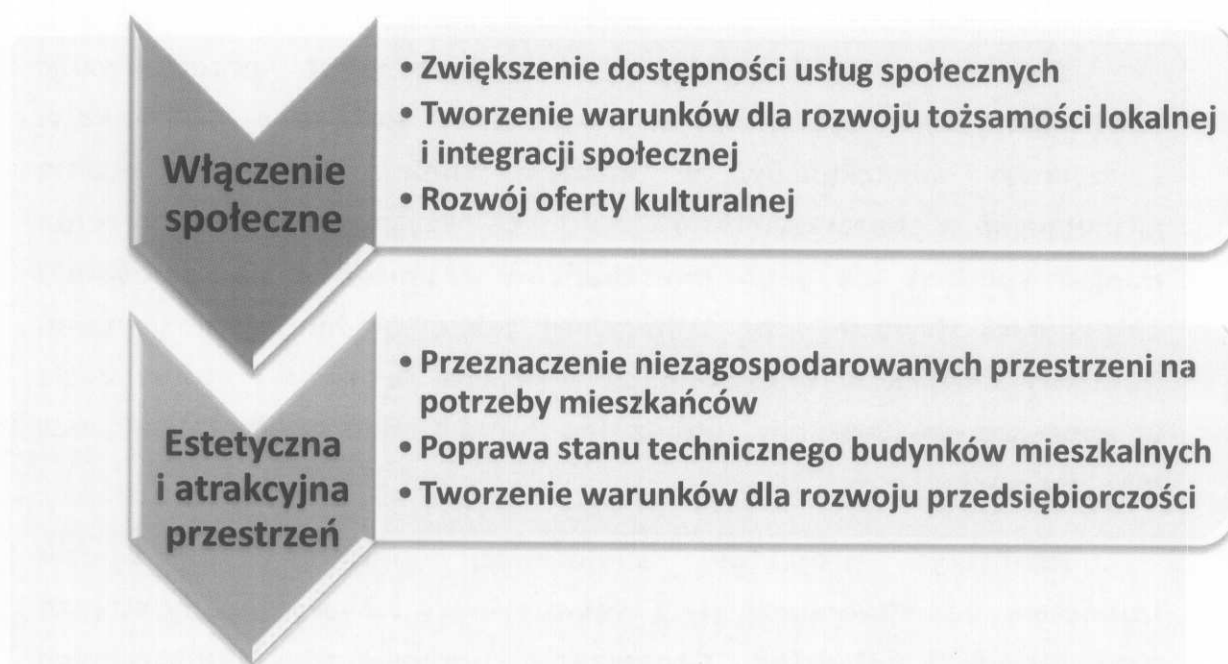 Włączenie
społeczne
• Zwiększenie dostępności usług społecznych
• Tworzenie warunków dla rozwoju tożsamości lokalnej
i integracji społecznej
• Rozwój oferty kulturalnej
Estetyczna
i atrakcyjna
przestrzeń
• Przeznaczenie niezagospodarowanych przestrzeni na
potrzeby mieszkańców
• Poprawa stanu technicznego budynków mieszkalnych
• Tworzenie warunków dla rozwoju przedsiębiorczości